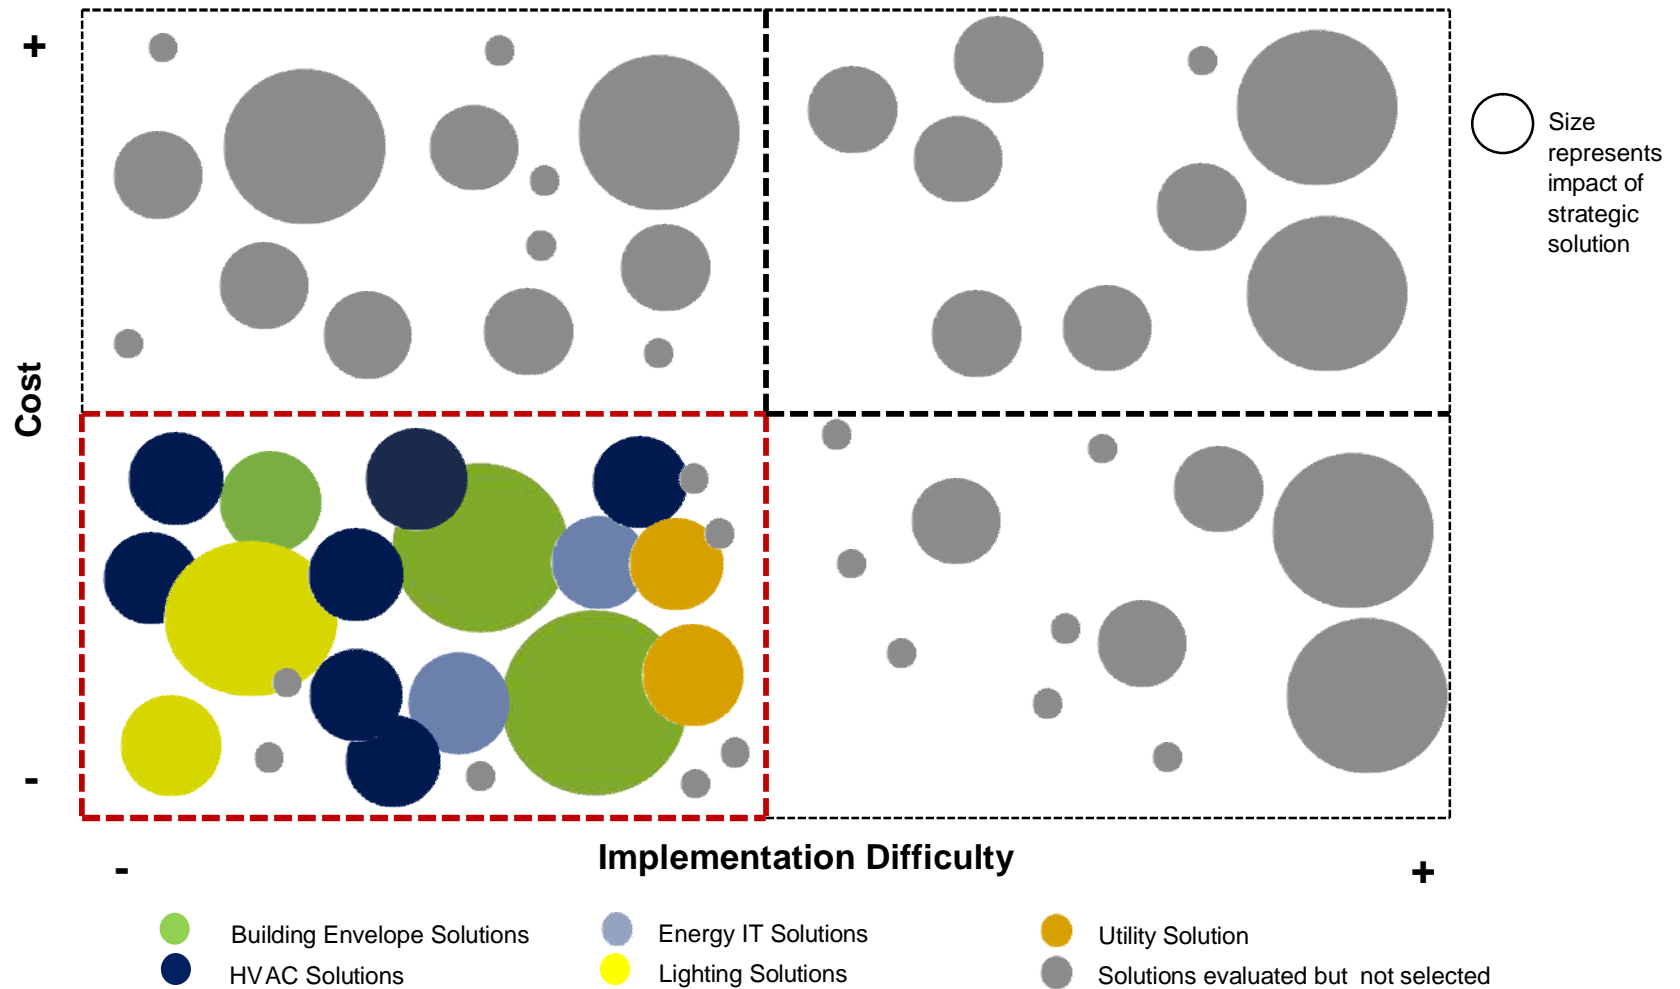 +
Size
represents
impact of
strategic
solution
Cost
-
Implementation Difficulty
-
+
Building Envelope Solutions
Energy IT Solutions
Utility Solution
HVAC Solutions
Lighting Solutions
Solutions evaluated but not selected